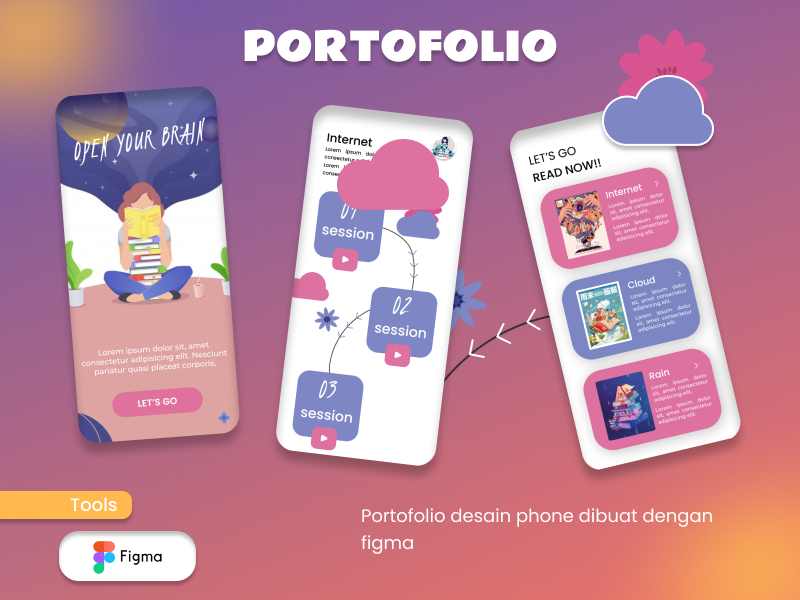 PORTOFOLIO
OPEN YOUR BRAIN
Lorem ipsum dolor sit, amet
consectetur adipisicing elit. Nesciunt
pariatur quasi placeat corporis,
LET'S GO
Internet
Lorem ipsum dolor
consectetur
Lorem
01
session
02
session
03
session
LET'S GO
READ NOW!!
Internet
Lorem ipsum dolor
sit, amet consectetur
adipisicing elit.
Lorem ipsum dolor
sit, amet consectetur
adipisicing elit.
Cloud
Lorem ipsum dolor
sit, amet consectetur
adipisicing elit.
Lorem ipsum dolor
sit, amet consectetur
adipisicing elit.
Rain
Lorem ipsum dolor
sit, amet consectetur
adipisicing elit.
Lorem ipsum dolor
sit, amet consectetur
adipisicing elit.
Tools
Figma
Portofolio desain phone dibuat dengan
figma